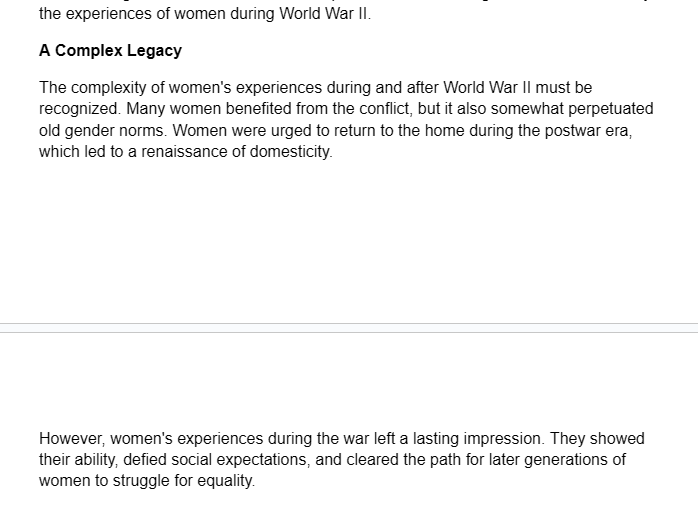 the experiences of women during World War II.
A Complex Legacy
The complexity of women's experiences during and after World War II must be
recognized. Many women benefited from the conflict, but it also somewhat perpetuated
old gender norms. Women were urged to return to the home during the postwar era,
which led to a renaissance of domesticity.
However, women's experiences during the war left a lasting impression. They showed
their ability, defied social expectations, and cleared the path for later generations of
women to struggle for equality.